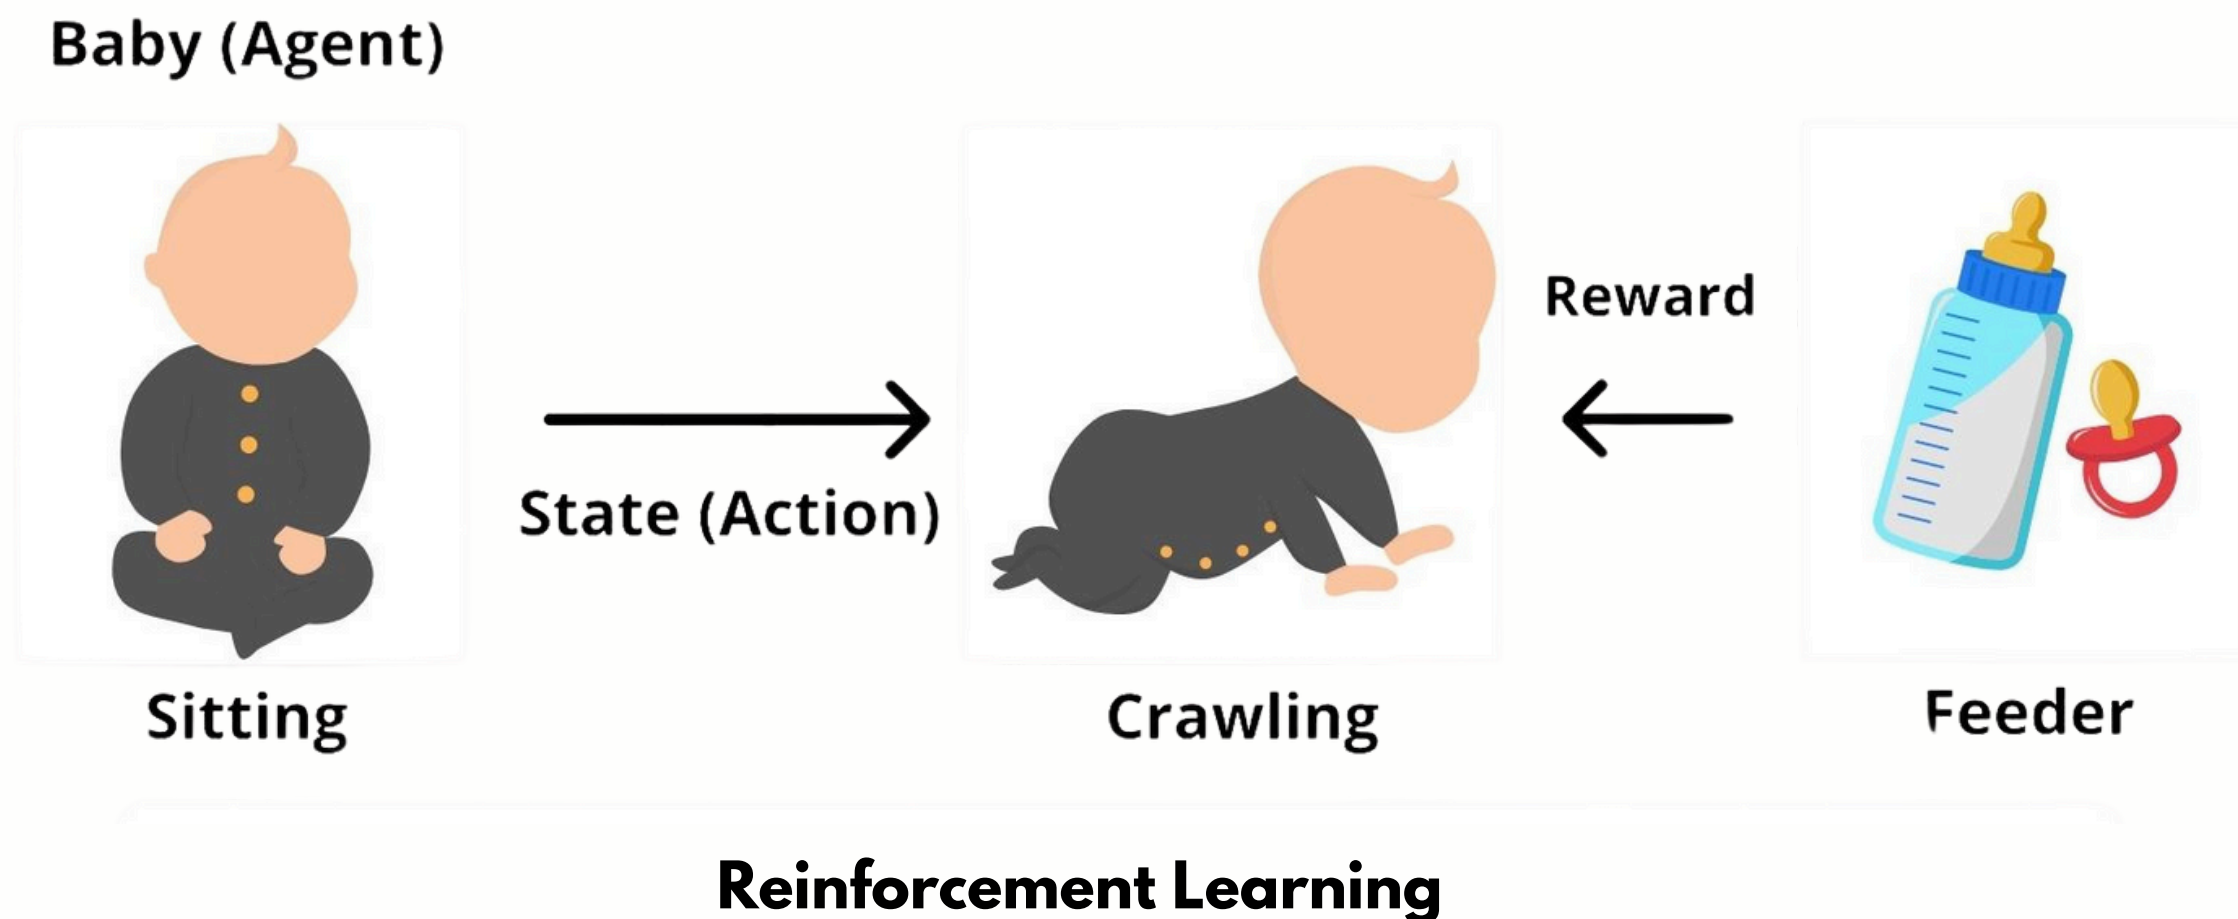 Baby (Agent)
State (Action)
Reward
Sitting
Crawling
Feeder
Reinforcement Learning